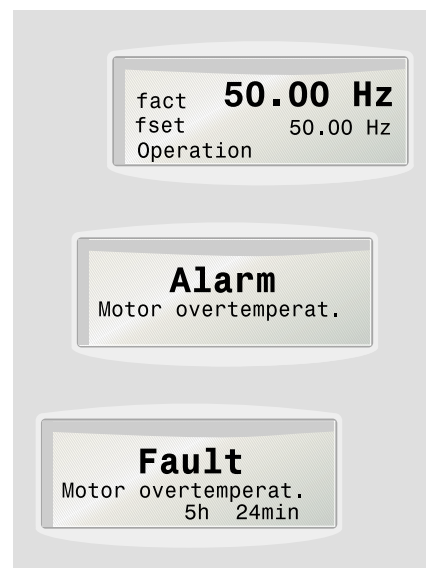 fact 50.00 Hz
fset 50.00 Hz
Operation
Alarm
Motor overtemperat.
Fault
Motor overtemperat.
5h 24min